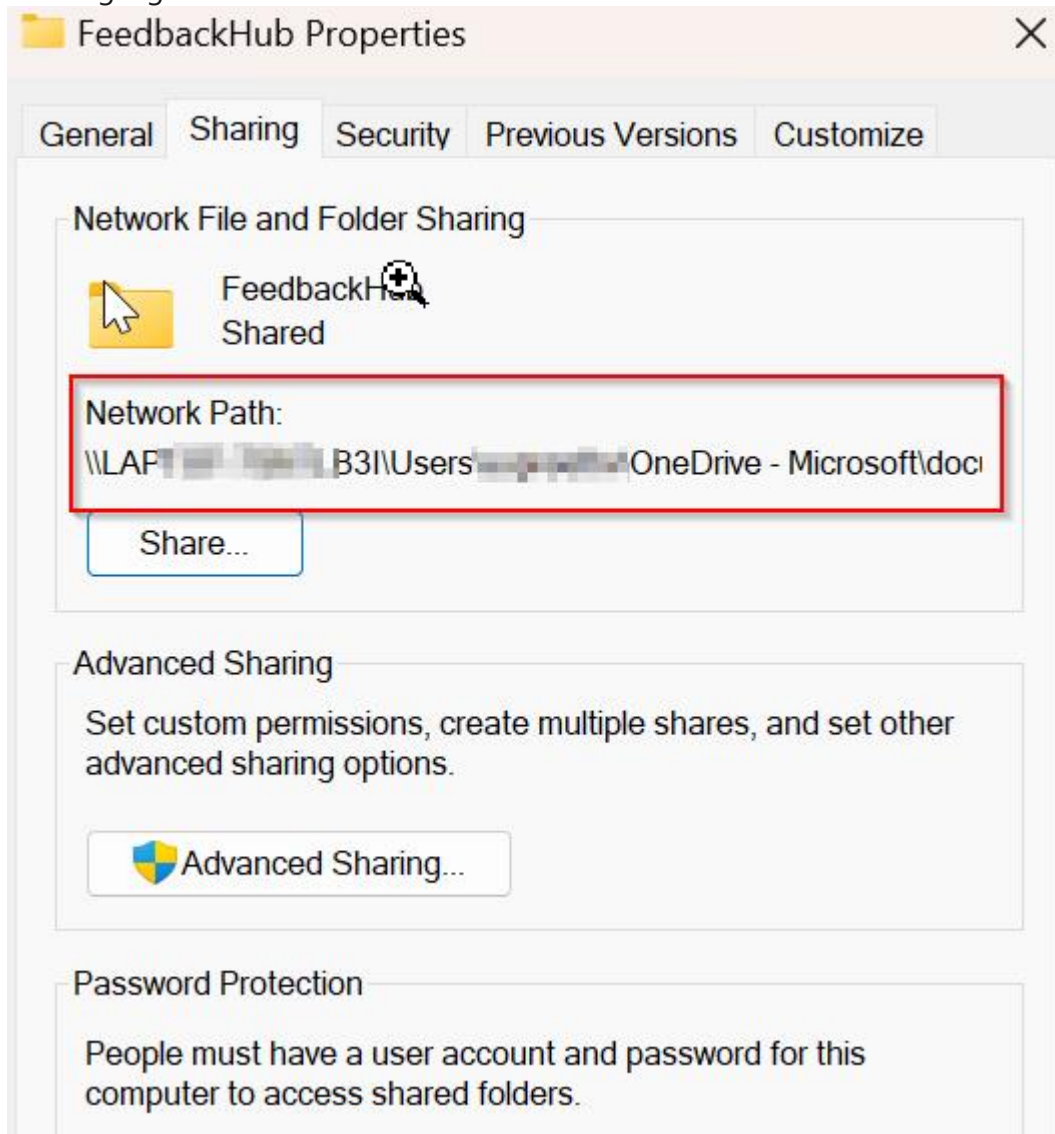 FeedbackHub Properties
General Sharing Security Previous Versions Customize
Network File and Folder Sharing
FeedbackHub
Shared
Network Path:
\\LAP B3I\Users OneDrive - Microsoft\docu
Share...
Advanced Sharing
Set custom permissions, create multiple shares, and set other
advanced sharing options.
Advanced Sharing...
Password Protection
People must have a user account and password for this
computer to access shared folders.